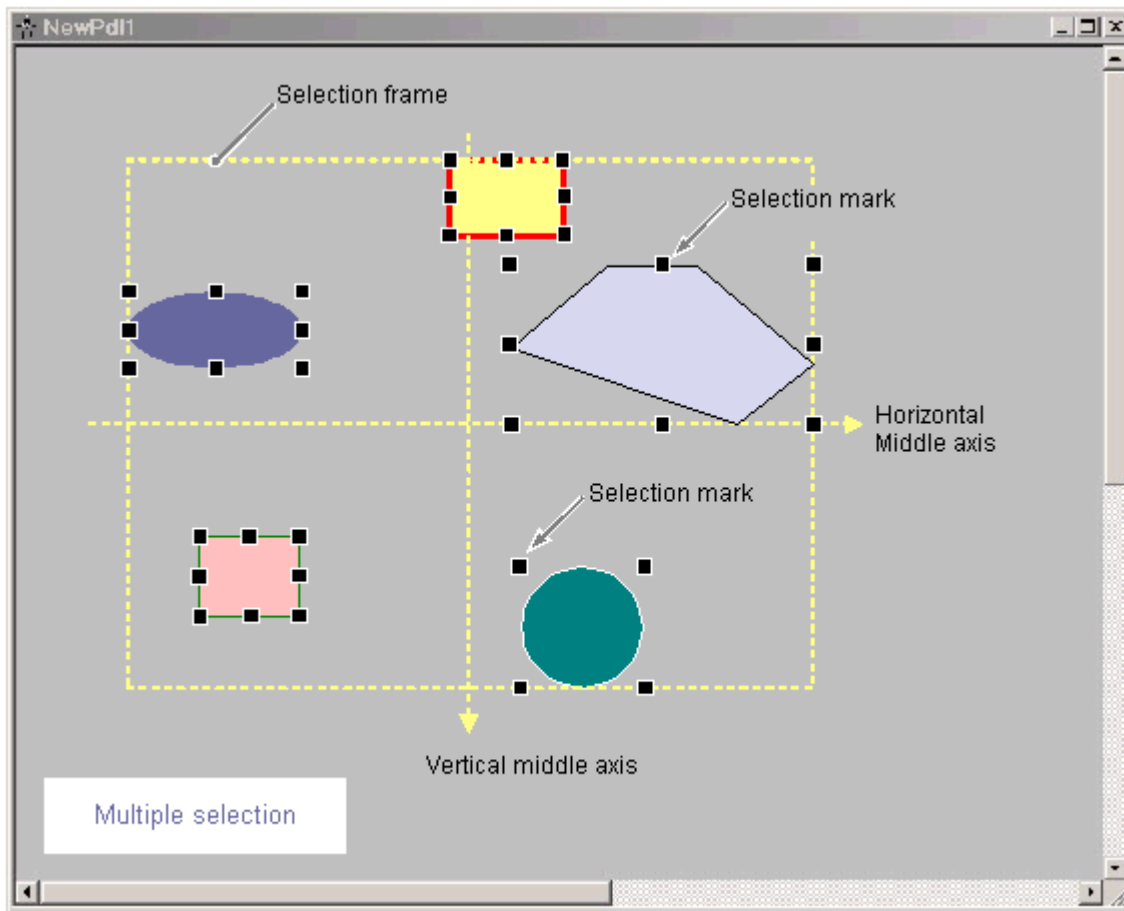 NewPdl1
Selection frame
Selection mark
Horizontal
Middle axis
Selection mark
Vertical middle axis
Multiple selection